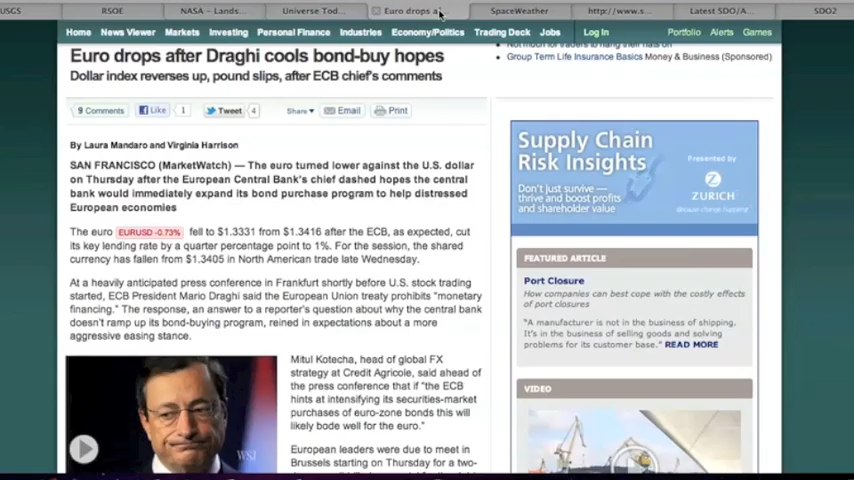 USGS
RSOE
NASA – Lands…
Universe Tod…
Euro drops a
SpaceWeather
http://www.s…
Latest SDO/A…
SDO2
Home News Viewer Markets Investing Personal Finance Industries Economy/Politics Trading Deck Jobs Log In Portfolio Alerts Games
Euro drops after Draghi cools bond-buy hopes
Dollar index reverses up, pound slips, after ECB chief's comments
9 Comments Like 1 Tweet 4 Share Email Print
By Laura Mandaro and Virginia Harrison
SAN FRANCISCO (MarketWatch) — The euro turned lower against the U.S. dollar
on Thursday after the European Central Bank's chief dashed hopes the central
bank would immediately expand its bond purchase program to help distressed
European economies
The euro EURUSD -0.73% fell to $1.3331 from $1.3416 after the ECB, as expected, cut
its key lending rate by a quarter percentage point to 1%. For the session, the shared
currency has fallen from $1.3405 in North American trade late Wednesday.
At a heavily anticipated press conference in Frankfurt shortly before U.S. stock trading
started, ECB President Mario Draghi said the European Union treaty prohibits "monetary
financing." The response, an answer to a reporter's question about why the central bank
doesn't ramp up its bond-buying program, reined in expectations about a more
aggressive easing stance.
WSJ
Mitul Kotecha, head of global FX
strategy at Credit Agricole, said ahead of
the press conference that if "the ECB
hints at intensifying its securities-market
purchases of euro-zone bonds this will
likely bode well for the euro."
European leaders were due to meet in
Brussels starting on Thursday for a two-
Not much for traders to hang their hats on
• Group Term Life Insurance Basics Money & Business (Sponsored)
Supply Chain
Risk Insights
Don't just survive —
thrive and boost profits
and shareholder value
Presented by
ZURICH
Because change happenz
FEATURED ARTICLE
Port Closure
How companies can best cope with the costly effects
of port closures
"A manufacturer is not in the business of shipping.
It's in the business of selling goods and solving
problems for its customer base." READ MORE
VIDEO